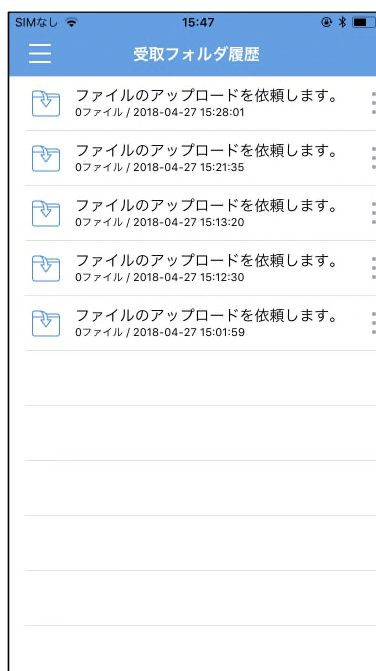 SIMなし 15:47
受取フォルダ履歴
ファイルのアップロードを依頼します。
0ファイル / 2018-04-27 15:28:01
ファイルのアップロードを依頼します。
0ファイル / 2018-04-27 15:21:35
ファイルのアップロードを依頼します。
0ファイル / 2018-04-27 15:13:20
ファイルのアップロードを依頼します。
0ファイル / 2018-04-27 15:12:30
ファイルのアップロードを依頼します。
0ファイル / 2018-04-27 15:01:59